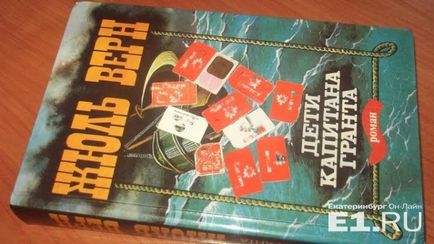 ЖЮЛЬ ВЕРН
ДЕТИ
КАПИТАНА
ГРАНТА
роман
Екатеринбург Он-Лайн
E1.RU